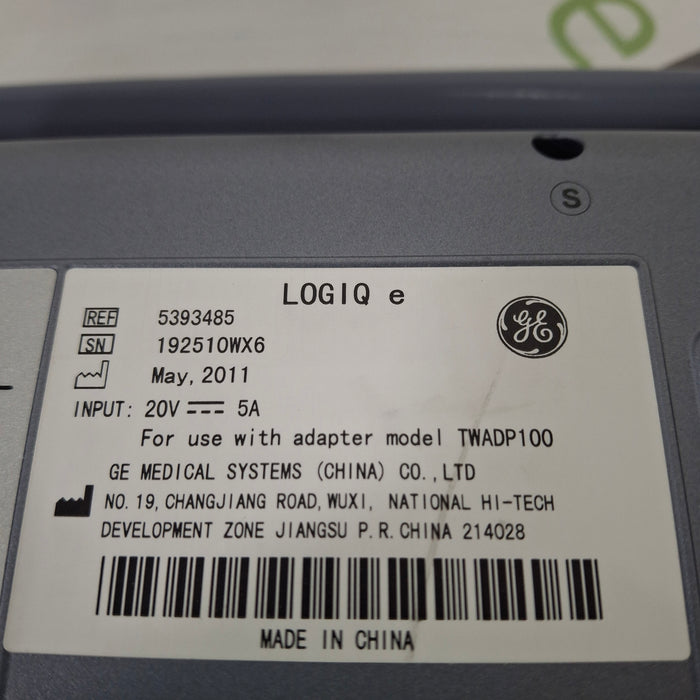 e
S
LOGIQ e
GE
REF 5393485
SN 192510WX6
May, 2011
INPUT: 20V 5A
For use with adapter model TWADP100
GE MEDICAL SYSTEMS (CHINA) CO.,LTD
NO. 19, CHANGJIANG ROAD, WUXI, NATIONAL HI-TECH
DEVELOPMENT ZONE JIANGSU P.R.CHINA 214028
MADE IN CHINA